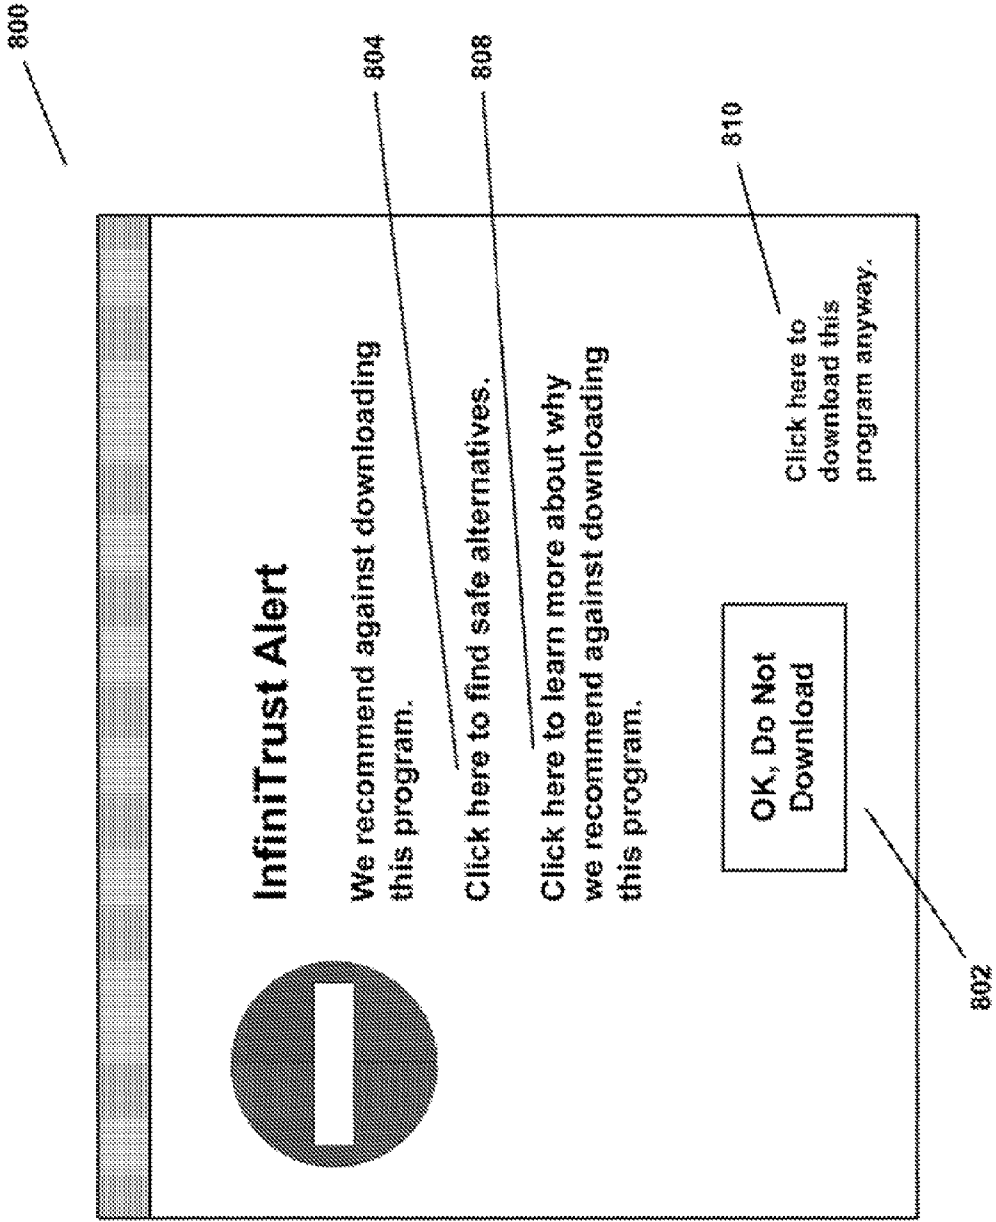 800
InfiniTrust Alert
We recommend against downloading
this program.
804
Click here to find safe alternatives.
808
Click here to learn more about why
we recommend against downloading
this program.
810
OK, Do Not
Download
Click here to
download this
program anyway.
802